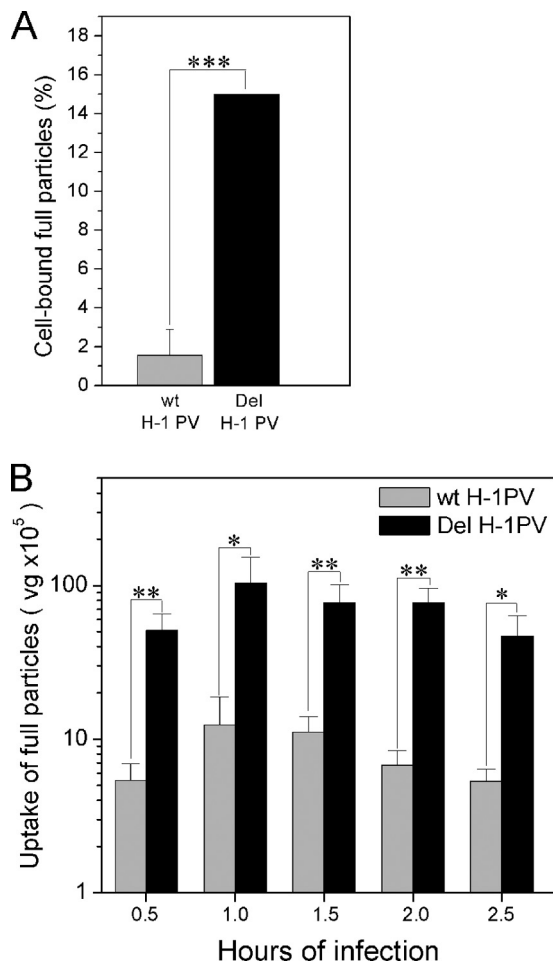 A
Cell-bound full particles (%)
18
16
14
12
10
8
6
4
2
0
***
wt
H-1 PV
Del
H-1 PV
B
Uptake of full particles ( vg x10⁵)
100
10
1
wt H-1PV
Del H-1PV
**
*
**
**
*
0.5 1.0 1.5 2.0 2.5
Hours of infection